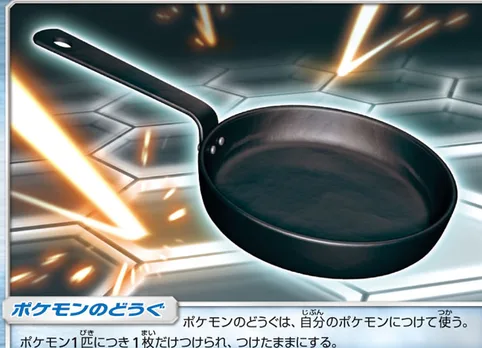 ポケモンのどうぐ
ポケモンのどうぐは、自分のポケモンにつけて使う。
ポケモン1匹につき1枚だけつけられ、つけたままにする。